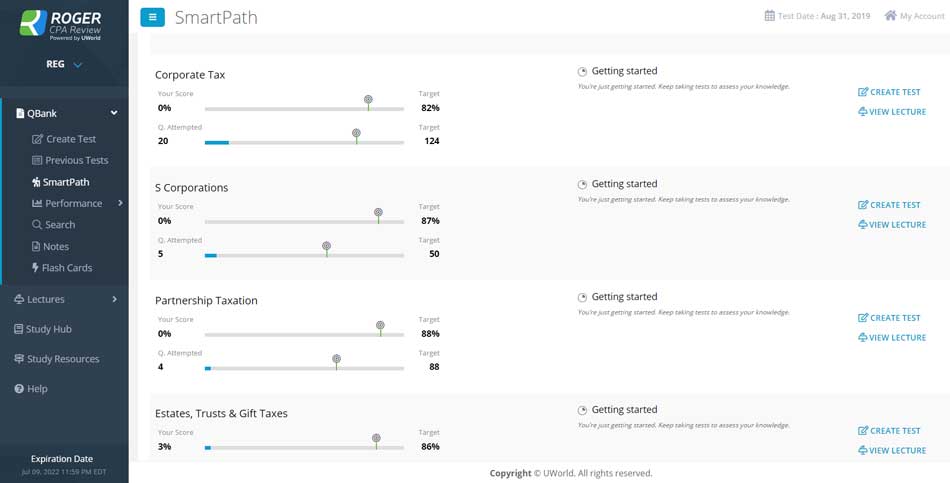 ROGER
CPA Review
Powered by UWorld
SmartPath
Test Date : Aug 31, 2019
My Account
REG
QBank
Create Test
Previous Tests
SmartPath
Performance
Search
Notes
Flash Cards
Lectures
Study Hub
Study Resources
Help
Expiration Date
Jul 09, 2022 11:59 PM EDT
Corporate Tax
Your Score
Target
0%
82%
Q. Attempted
Target
20
124
Getting started
You're just getting started. Keep taking tests to assess your knowledge.
CREATE TEST
VIEW LECTURE
S Corporations
Your Score
Target
0%
87%
Q. Attempted
Target
5
50
Getting started
You're just getting started. Keep taking tests to assess your knowledge.
CREATE TEST
VIEW LECTURE
Partnership Taxation
Your Score
Target
0%
88%
Q. Attempted
Target
4
88
Getting started
You're just getting started. Keep taking tests to assess your knowledge.
CREATE TEST
VIEW LECTURE
Estates, Trusts & Gift Taxes
Your Score
Target
3%
86%
Getting started
You're just getting started. Keep taking tests to assess your knowledge.
CREATE TEST
VIEW LECTURE
Copyright © UWorld. All rights reserved.